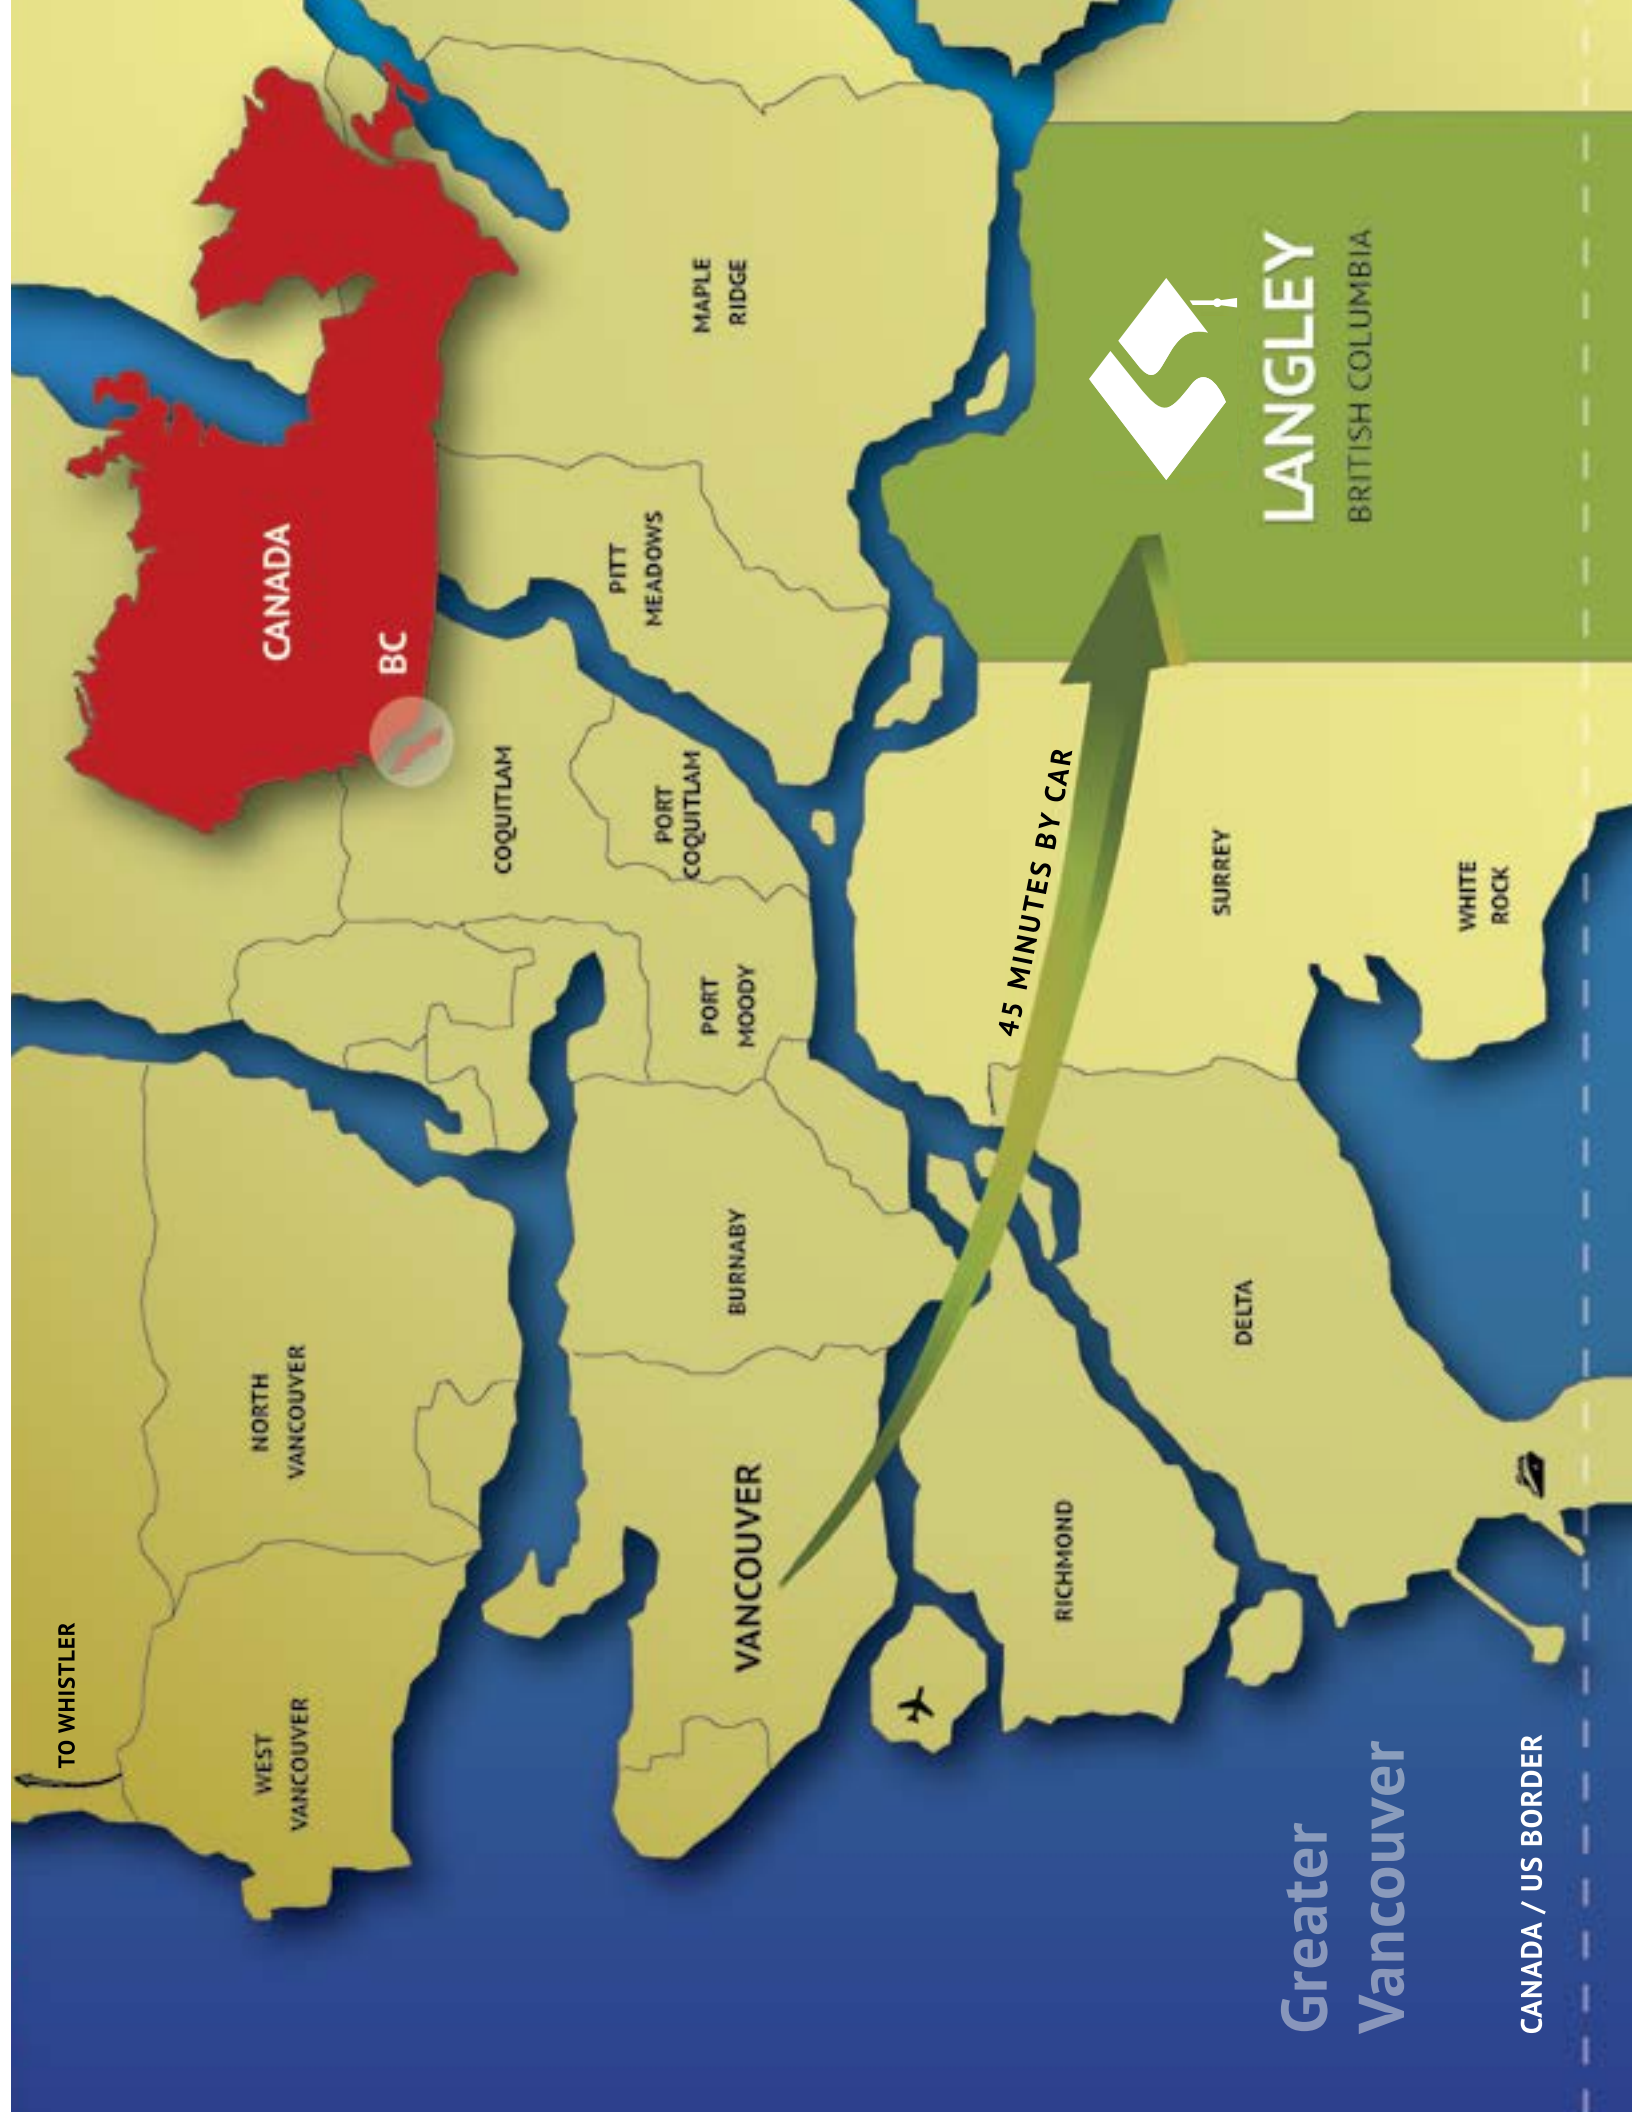 TO WHISTLER
WEST
VANCOUVER
NORTH
VANCOUVER
CANADA
BC
COQUITLAM
PORT
COQUITLAM
PITT
MEADOWS
MAPLE
RIDGE
PORT
MOODY
BURNABY
VANCOUVER
RICHMOND
45 MINUTES BY CAR
SURREY
DELTA
WHITE
ROCK
LANGLEY
BRITISH COLUMBIA
Greater
Vancouver
CANADA / US BORDER